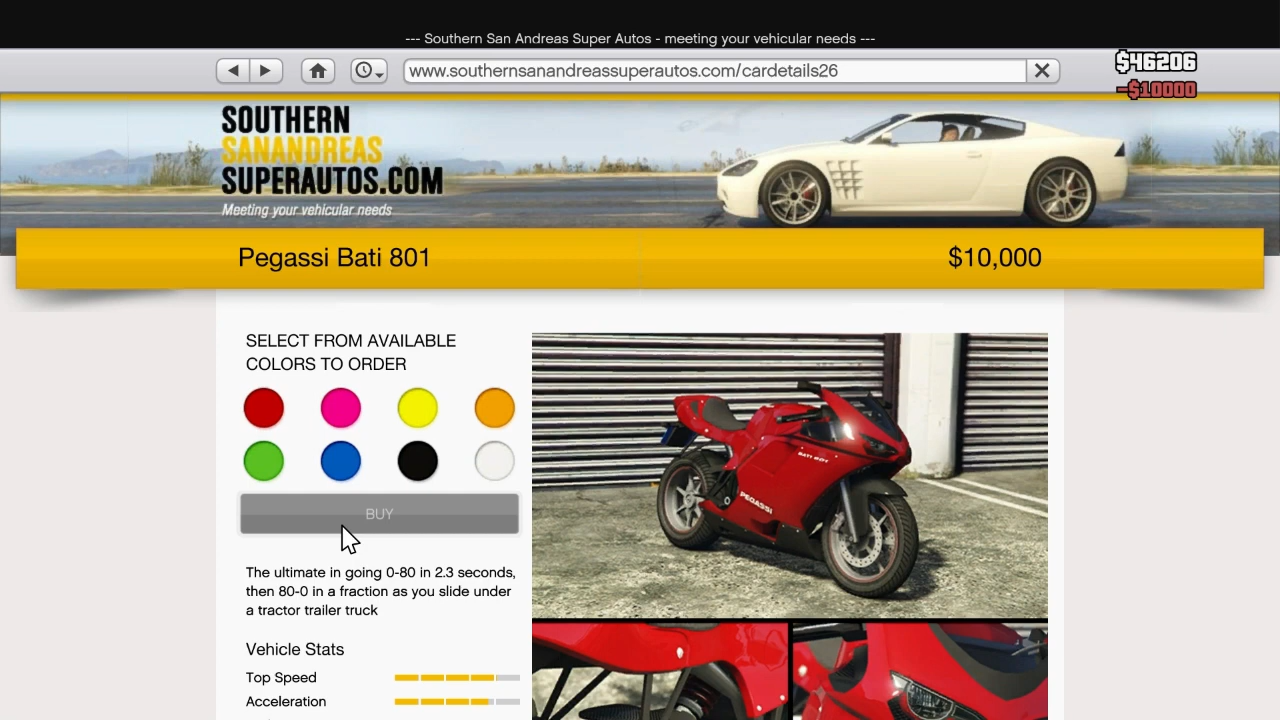 --- Southern San Andreas Super Autos - meeting your vehicular needs ---
www.southernsanandreassuperautos.com/cardetails26
$46206
-$10000
SOUTHERN
SANANDREAS
SUPERAUTOS.COM
Meeting your vehicular needs
Pegassi Bati 801
$10,000
SELECT FROM AVAILABLE
COLORS TO ORDER
BUY
BATI 801
PEGASSI
The ultimate in going 0-80 in 2.3 seconds,
then 80-0 in a fraction as you slide under
a tractor trailer truck
Vehicle Stats
Top Speed
Acceleration